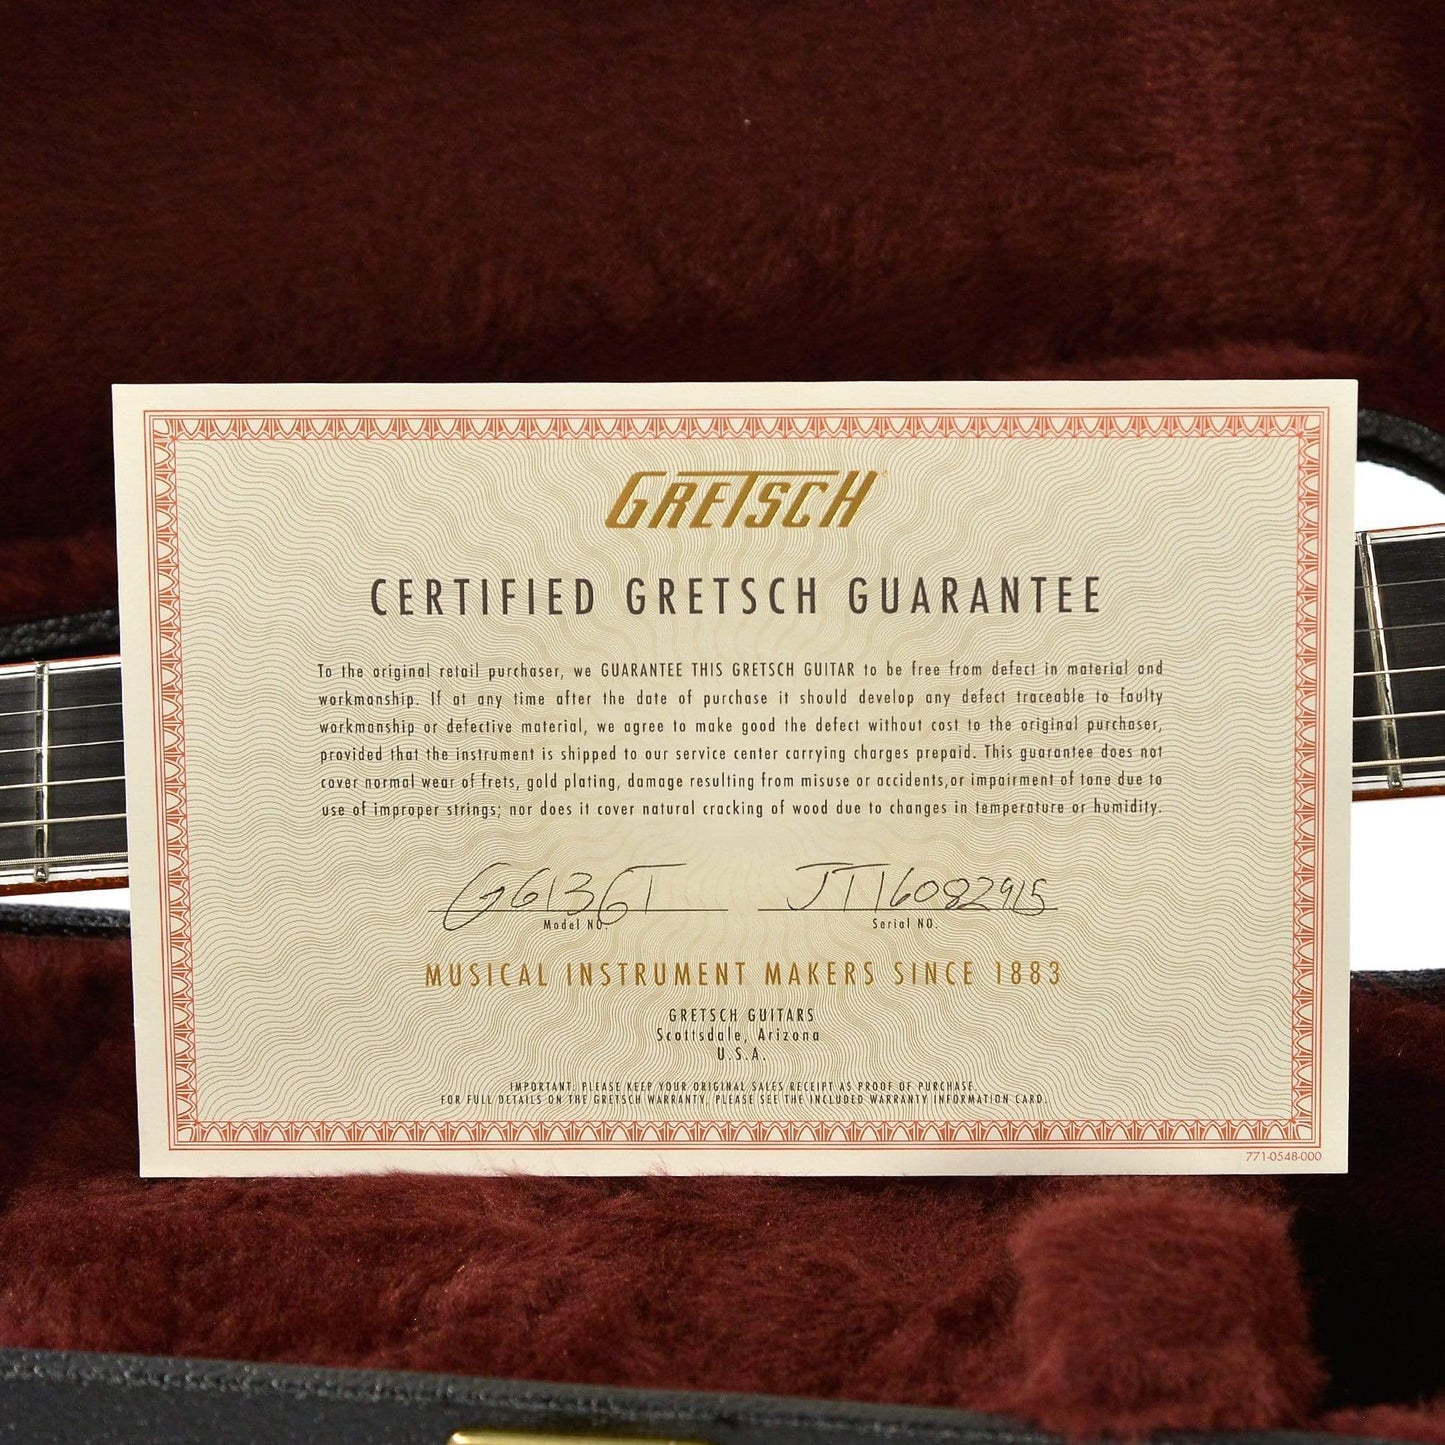 GRETSCH®
CERTIFIED GRETSCH GUARANTEE
To the original retail purchaser, we GUARANTEE THIS GRETSCH GUITAR to be free from defect in material and
workmanship. If at any time after the date of purchase it should develop any defect traceable to faulty
workmanship or defective material, we agree to make good the defect without cost to the original purchaser,
provided that the instrument is shipped to our service center carrying charges prepaid. This guarantee does not
cover normal wear of frets, gold plating, damage resulting from misuse or accidents,or impairment of tone due to
use of improper strings; nor does it cover natural cracking of wood due to changes in temperature or humidity.
G6136T JT16082915
Model NO. Serial NO.
MUSICAL INSTRUMENT MAKERS SINCE 1883
GRETSCH GUITARS
Scottsdale, Arizona
U.S.A.
IMPORTANT: PLEASE KEEP YOUR ORIGINAL SALES RECEIPT AS PROOF OF PURCHASE.
FOR FULL DETAILS ON THE GRETSCH WARRANTY, PLEASE SEE THE INCLUDED WARRANTY INFORMATION CARD.
771-0548-000